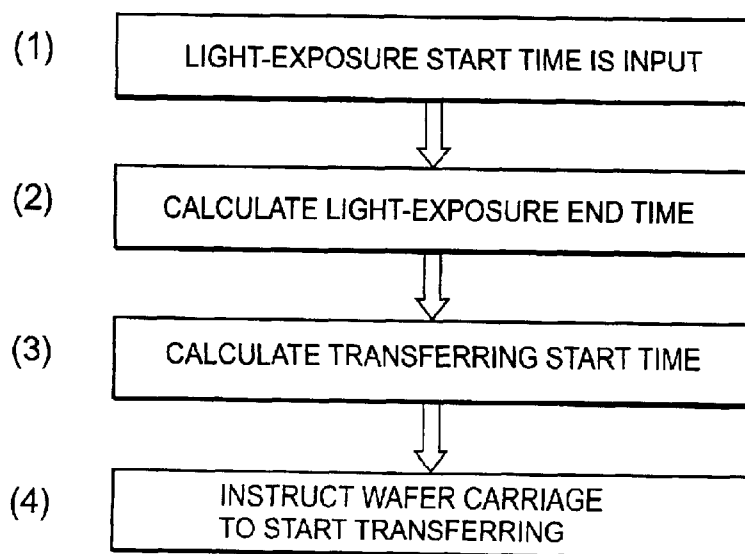 (1) LIGHT-EXPOSURE START TIME IS INPUT
(2) CALCULATE LIGHT-EXPOSURE END TIME
(3) CALCULATE TRANSFERRING START TIME
(4) INSTRUCT WAFER CARRIAGE
TO START TRANSFERRING